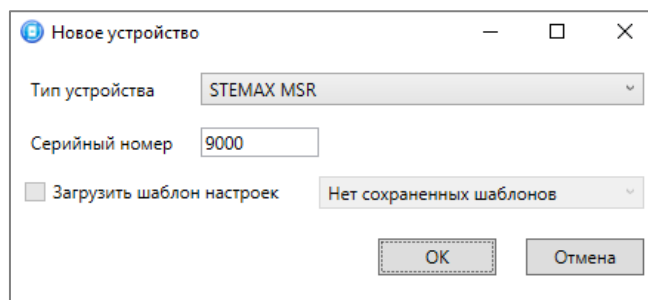 Новое устройство
Тип устройства STEMAX MSR
Серийный номер 9000
Загрузить шаблон настроек Нет сохраненных шаблонов
OK Отмена